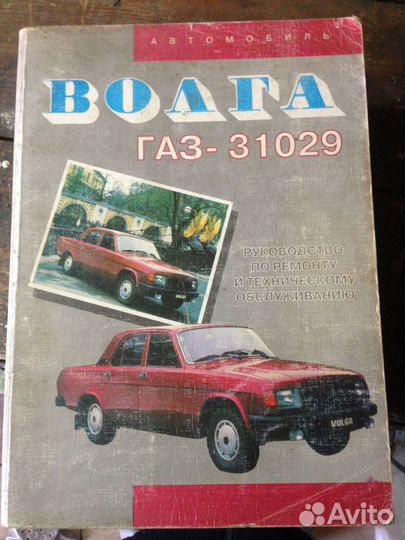 АВТОМОБИЛЬ
ВОЛГА
ГАЗ-31029
РУКОВОДСТВО
ПО РЕМОНТУ
И ТЕХНИЧЕСКОМУ
ОБСЛУЖИВАНИЮ
VOLGA
Avito